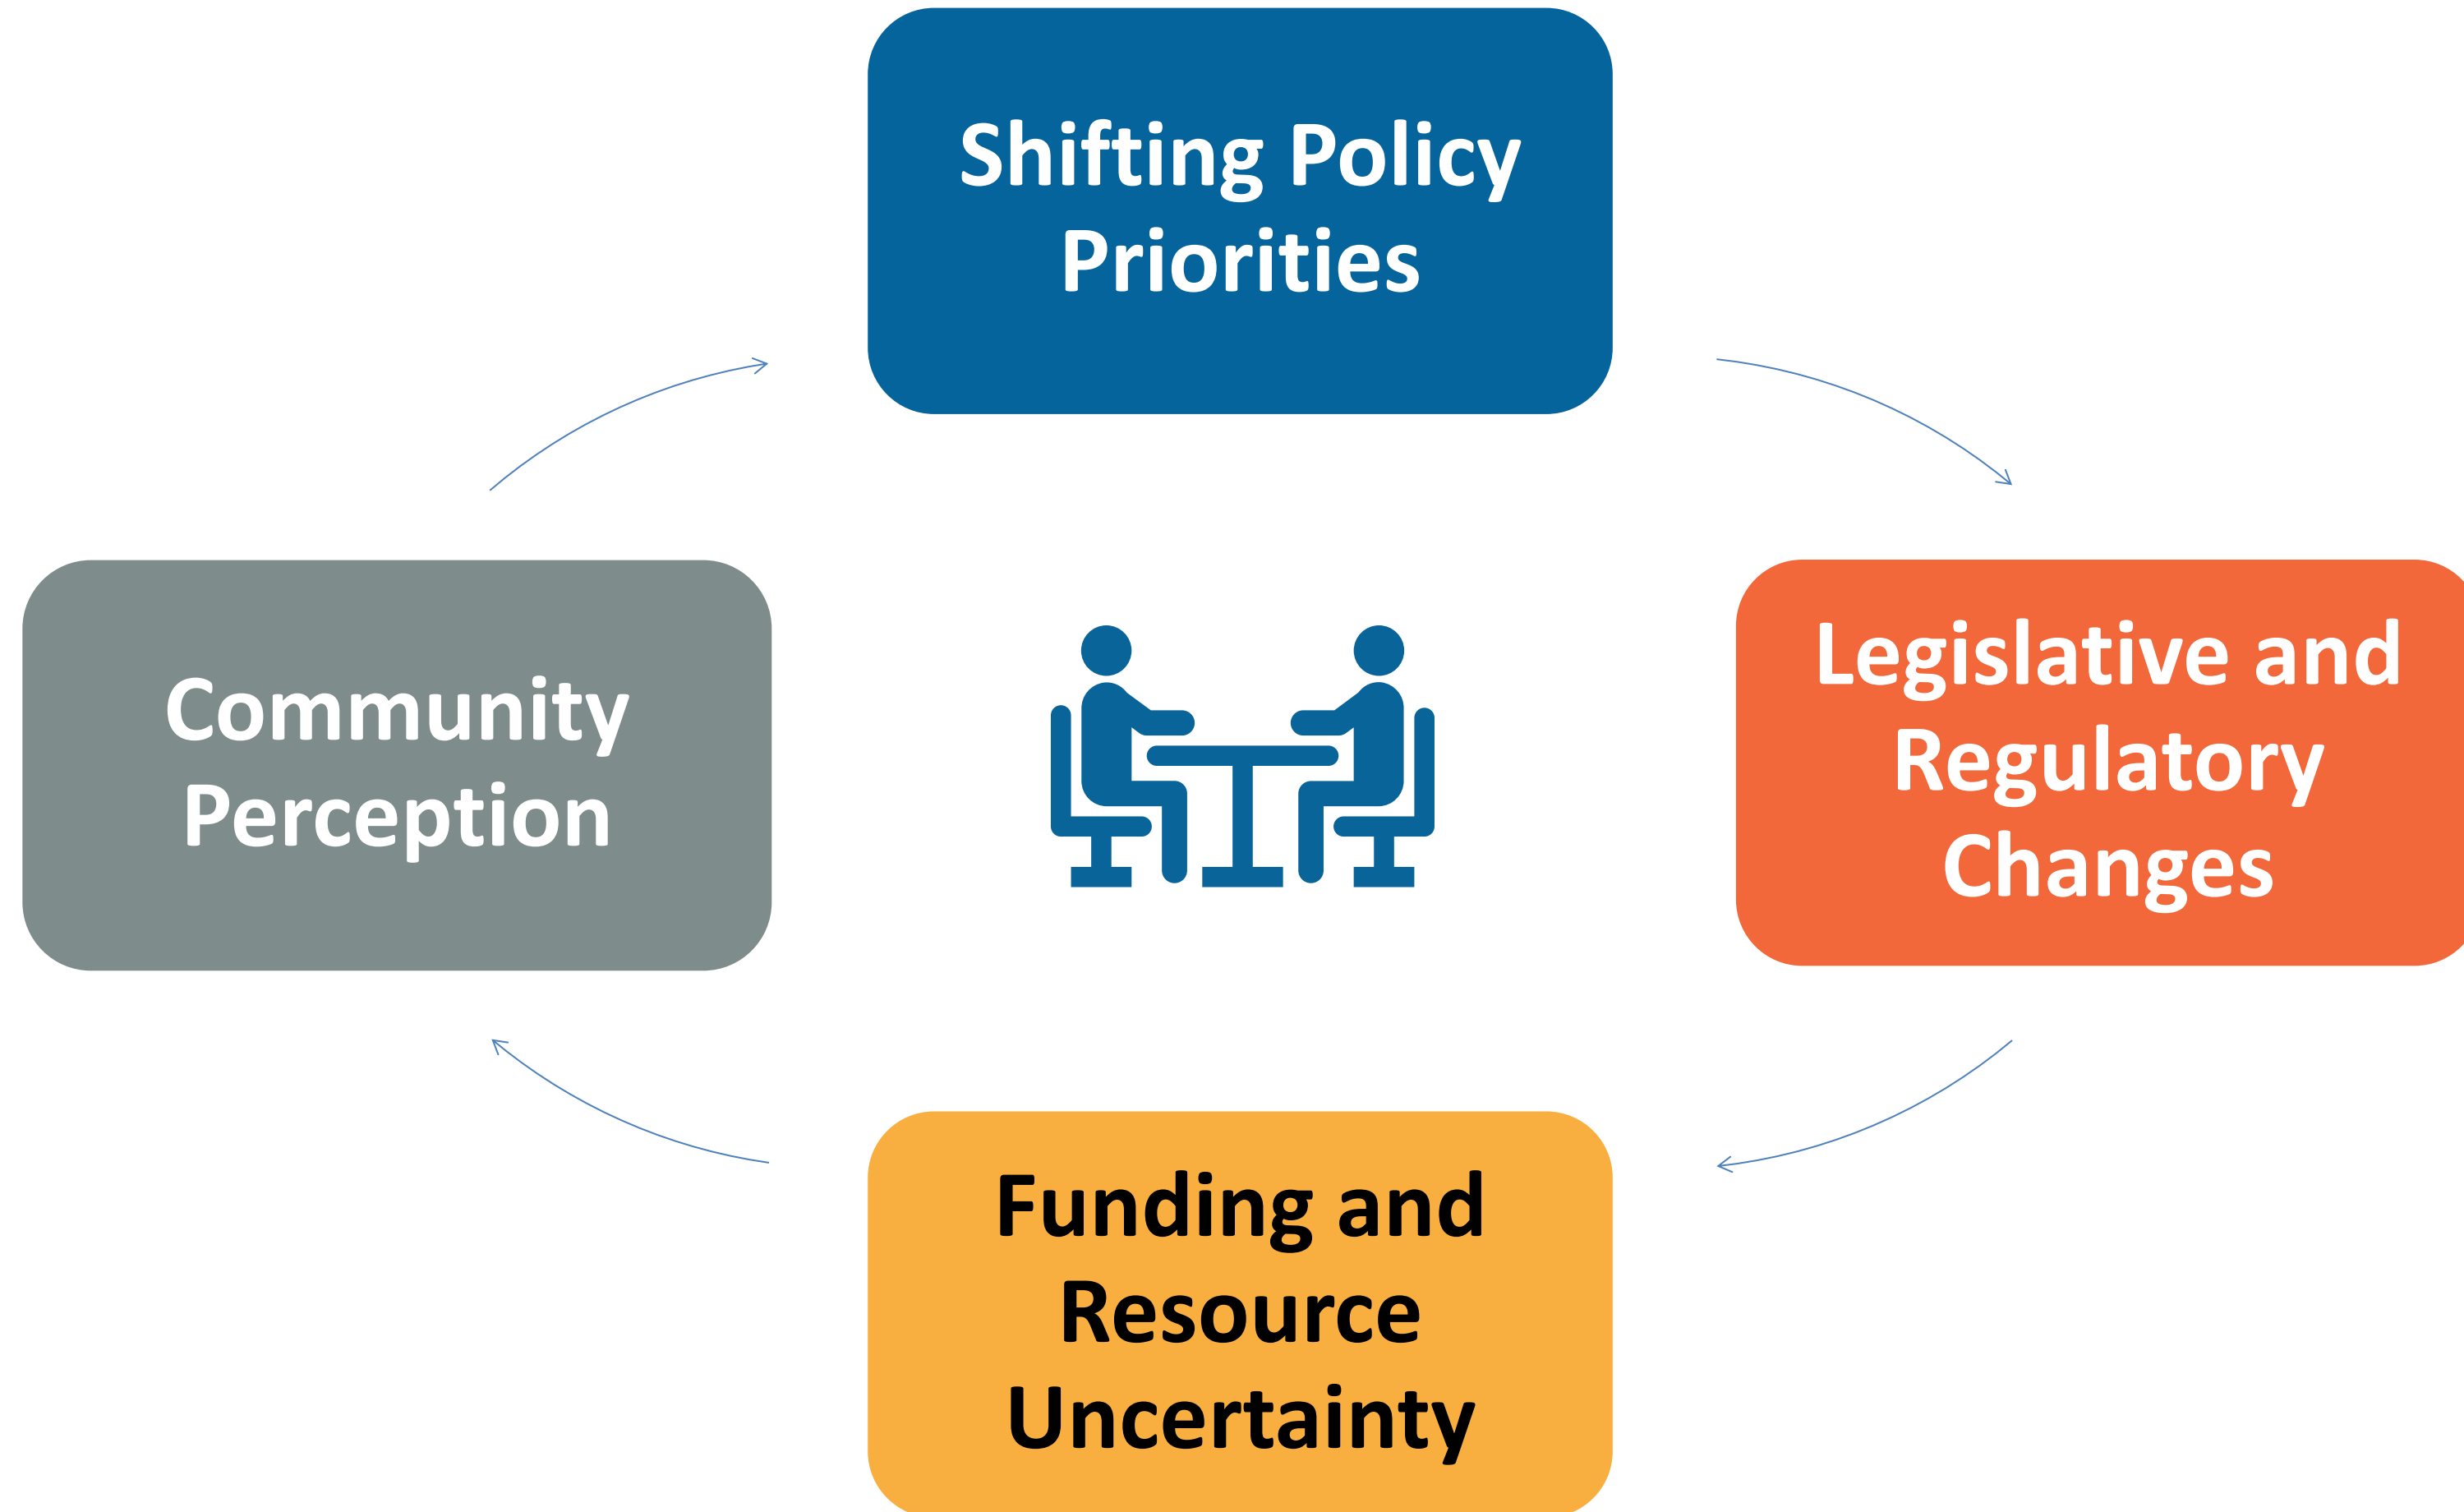 Shifting Policy
Priorities
Community
Perception
Legislative and
Regulatory
Changes
Funding and
Resource
Uncertainty